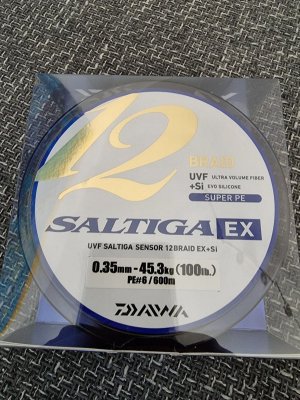 12
BRAID
UVF ULTRA VOLUME FIBER
+Si EVO SILICONE
SUPER PE
SALTIGA EX
UVF SALTIGA SENSOR 12BRAID EX+Si
0.35mm-45.3kg(100lb.)
PE#6/600m
DAIWA